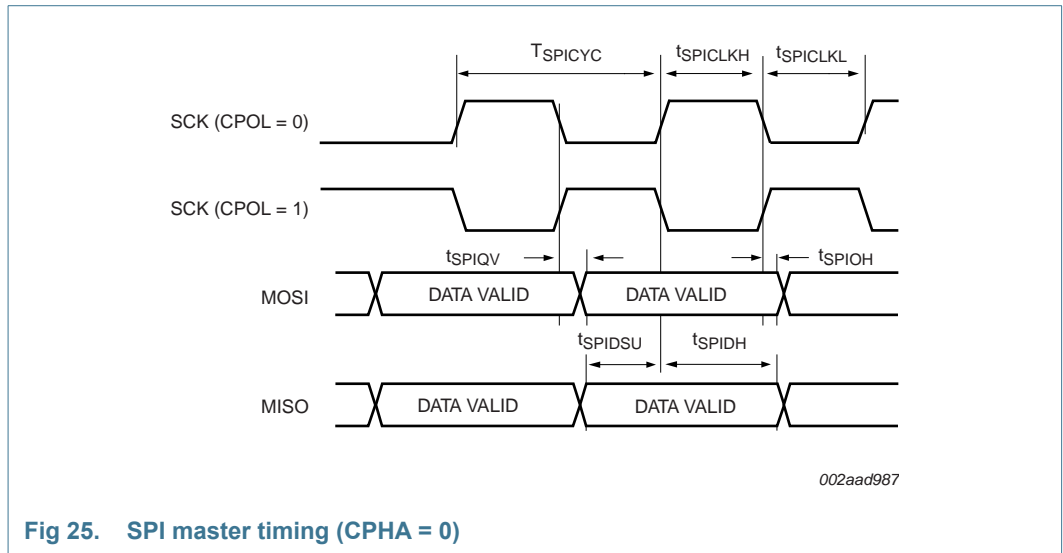 TSPICYC tSPICLKH tSPICLKL
SCK (CPOL = 0)
SCK (CPOL = 1)
tSPIQV tSPIOH
MOSI DATA VALID DATA VALID
tSPIDSU tSPIDH
MISO DATA VALID DATA VALID
002aad987
Fig 25. SPI master timing (CPHA = 0)